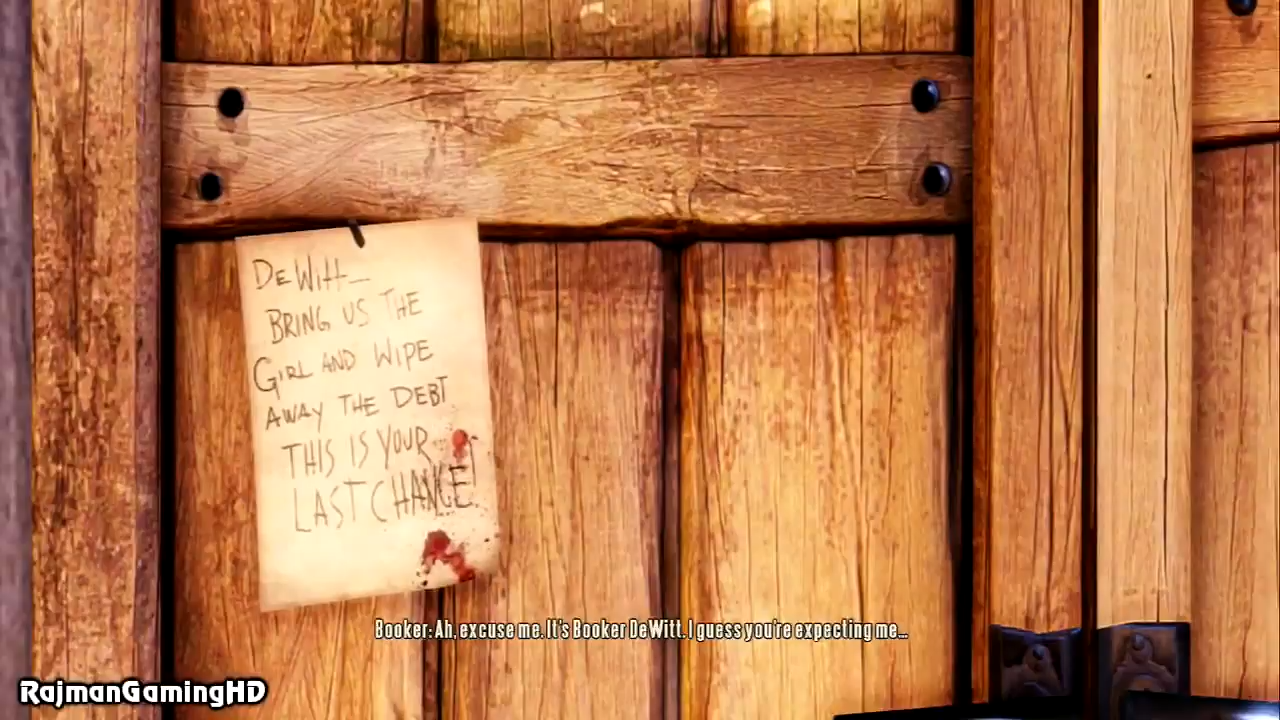 DeWitt—
BRING US THE
GIRL AND WIPE
AWAY THE DEBT
THIS IS YOUR
LAST CHANCE!
Booker: Ah, excuse me. It's Booker DeWitt. I guess you're expecting me...
RajmanGamingHD